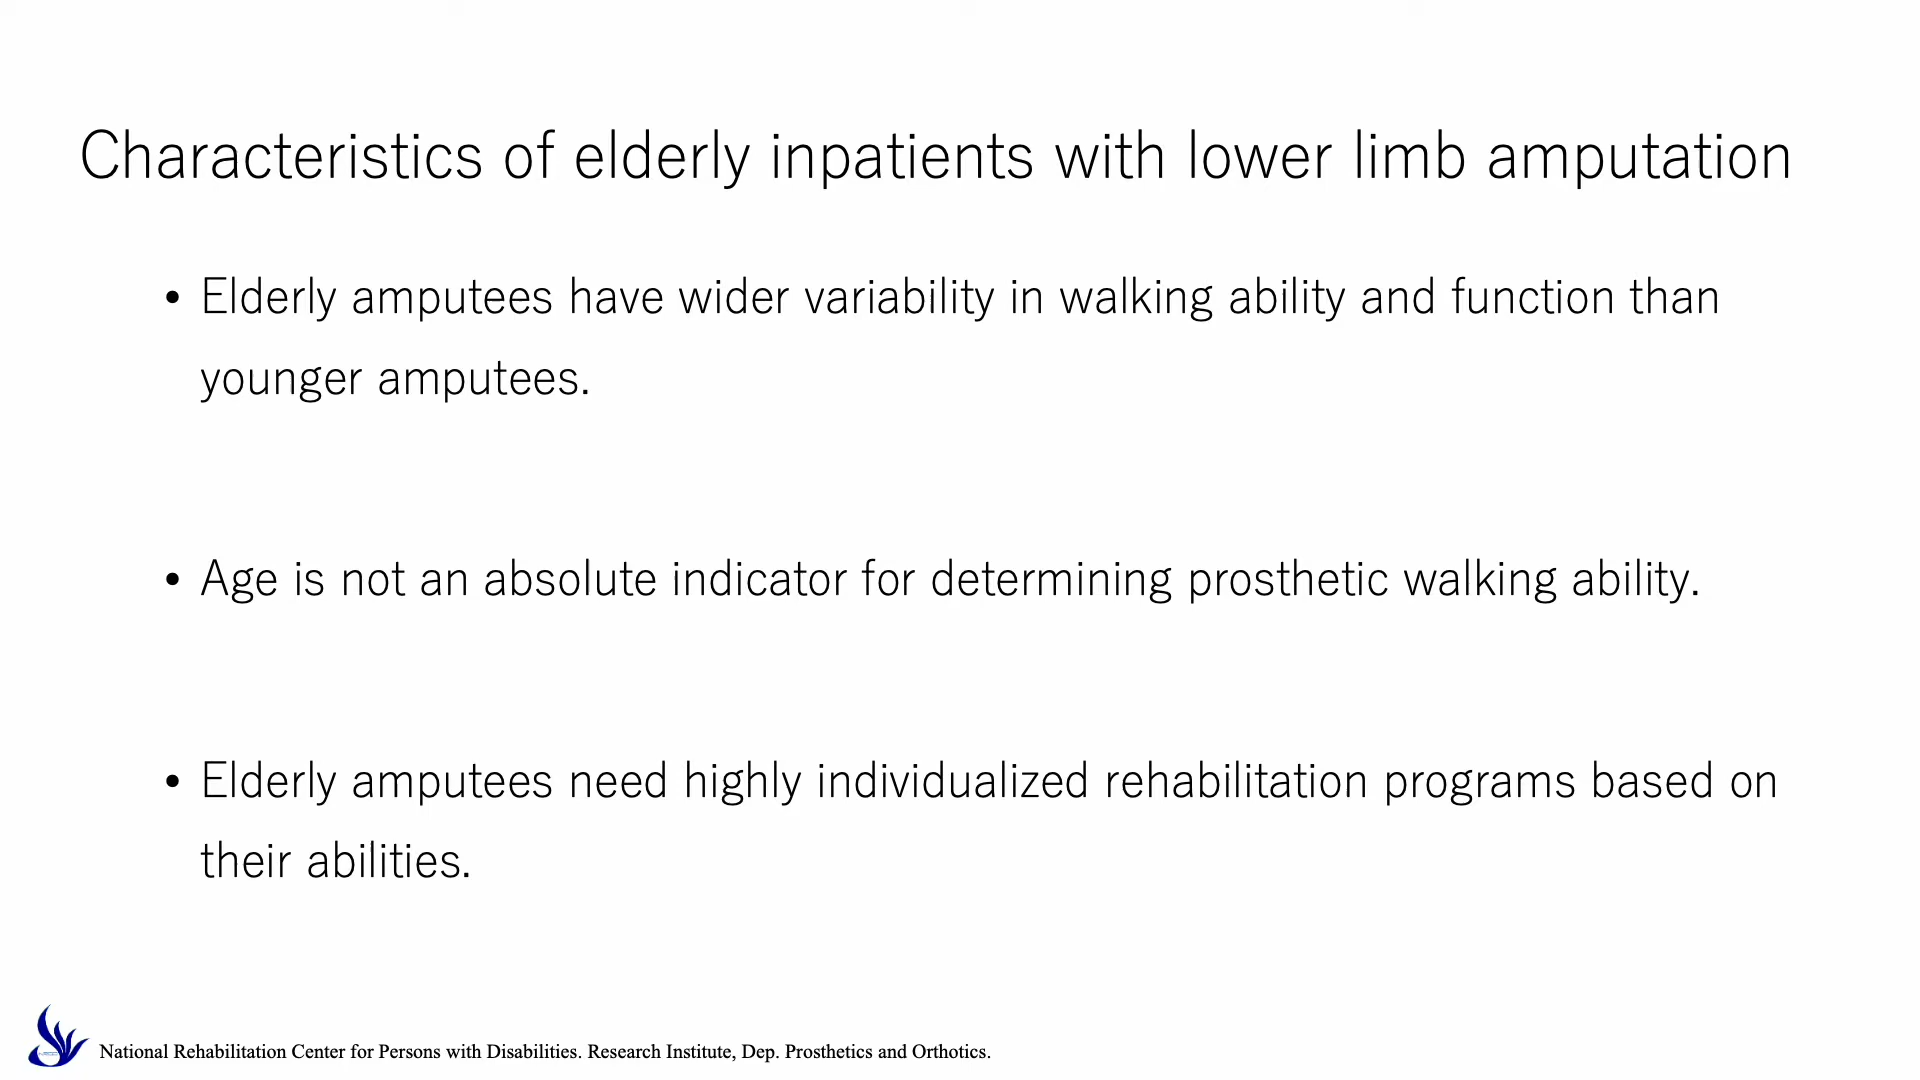 Characteristics of elderly inpatients with lower limb amputation
• Elderly amputees have wider variability in walking ability and function than
younger amputees.
• Age is not an absolute indicator for determining prosthetic walking ability.
• Elderly amputees need highly individualized rehabilitation programs based on
their abilities.
National Rehabilitation Center for Persons with Disabilities. Research Institute, Dep. Prosthetics and Orthotics.